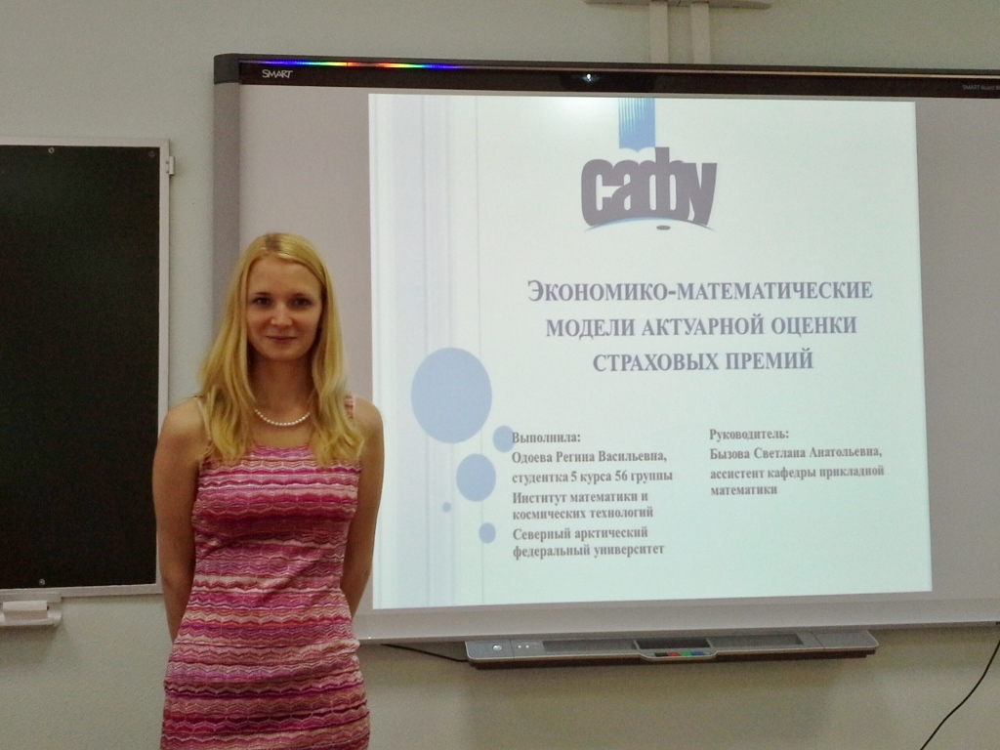 SMART
сафу
Экономико-математические
модели актуарной оценки
страховых премий
Выполнила:
Одоева Регина Васильевна,
студентка 5 курса 56 группы
Институт математики и
космических технологий
Северный арктический
федеральный университет
Руководитель:
Бызова Светлана Анатольевна,
ассистент кафедры прикладной
математики